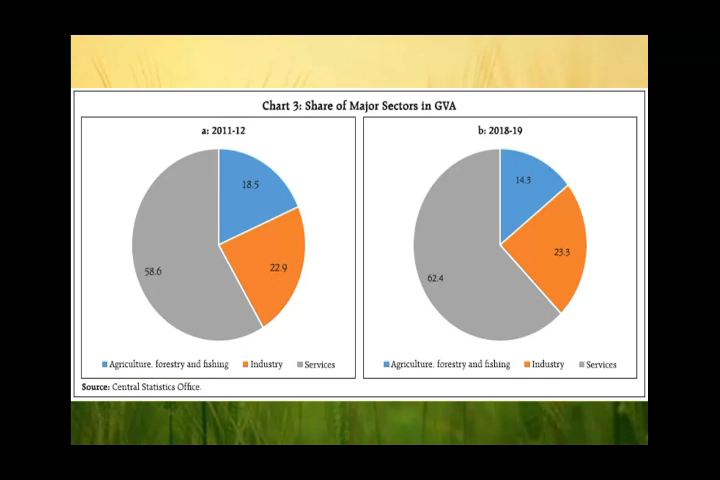 Chart 3: Share of Major Sectors in GVA
a: 2011-12
18.5
22.9
58.6
Agriculture. forestry and fishing Industry Services
b: 2018-19
14.3
23.3
62.4
Agriculture. forestry and fishing Industry Services
Source: Central Statistics Office.